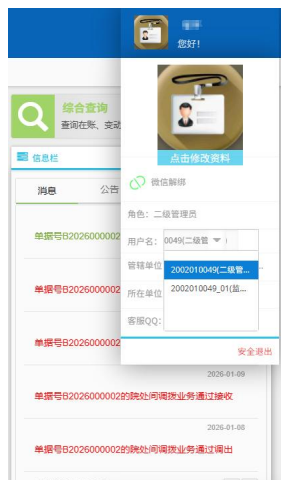 您好！
点击修改资料
微信解绑
角色：二级管理员
用户名：
0049(二级管
2002010049(二级管...
2002010049_01(监...
管辖单位
所在单位
客服QQ：
安全退出
综合查询
查询在账、变动
信息栏
消息
公告
单据号B2026000002
单据号B2026000002
单据号B2026000002
2026-01-09
单据号B2026000002的院处间调拨业务通过接收
2026-01-08
单据号B2026000002的院处间调拨业务通过调出